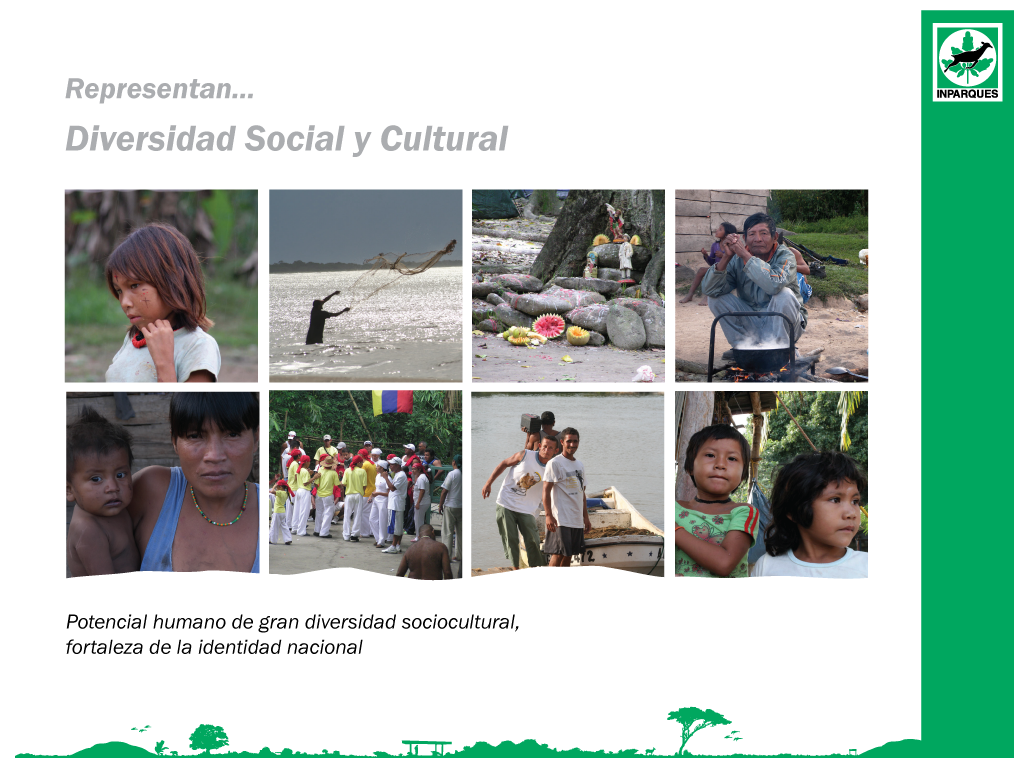 INPARQUES
Representan...
Diversidad Social y Cultural
Potencial humano de gran diversidad sociocultural,
fortaleza de la identidad nacional